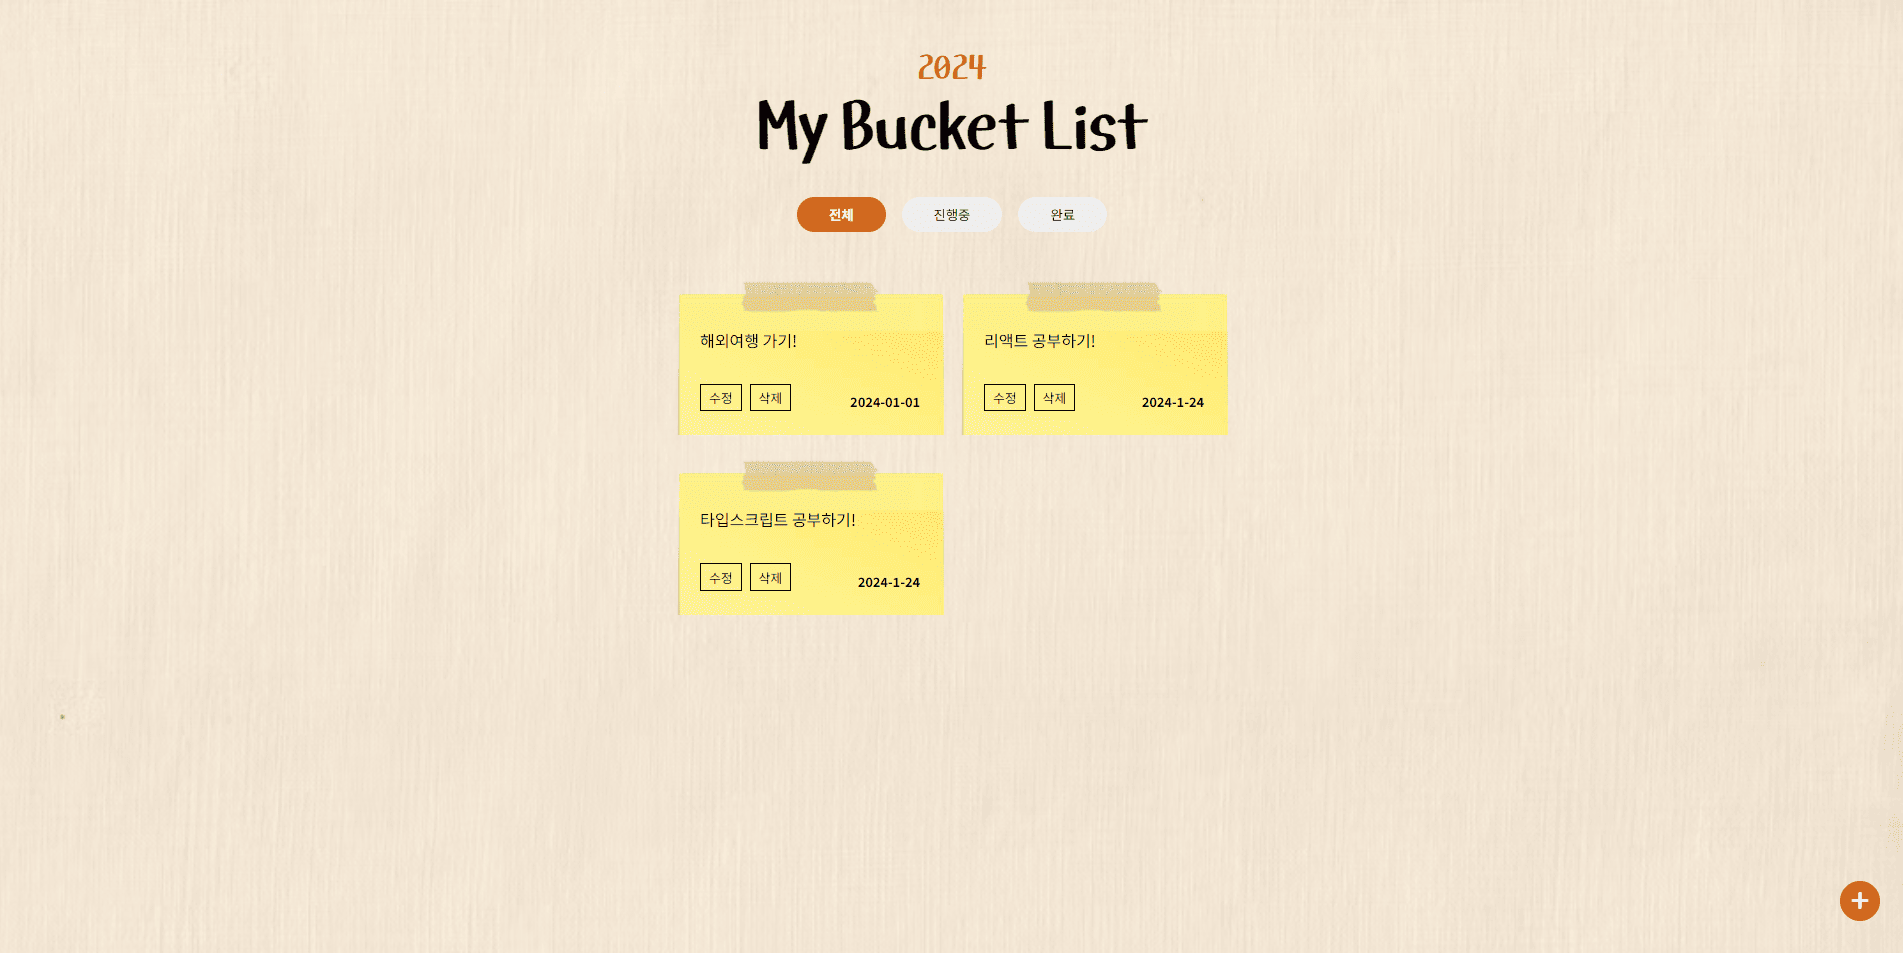 2024
My Bucket List
전체 진행중 완료
해외여행 가기!
수정 삭제 2024-01-01
리액트 공부하기!
수정 삭제 2024-1-24
타입스크립트 공부하기!
수정 삭제 2024-1-24
+